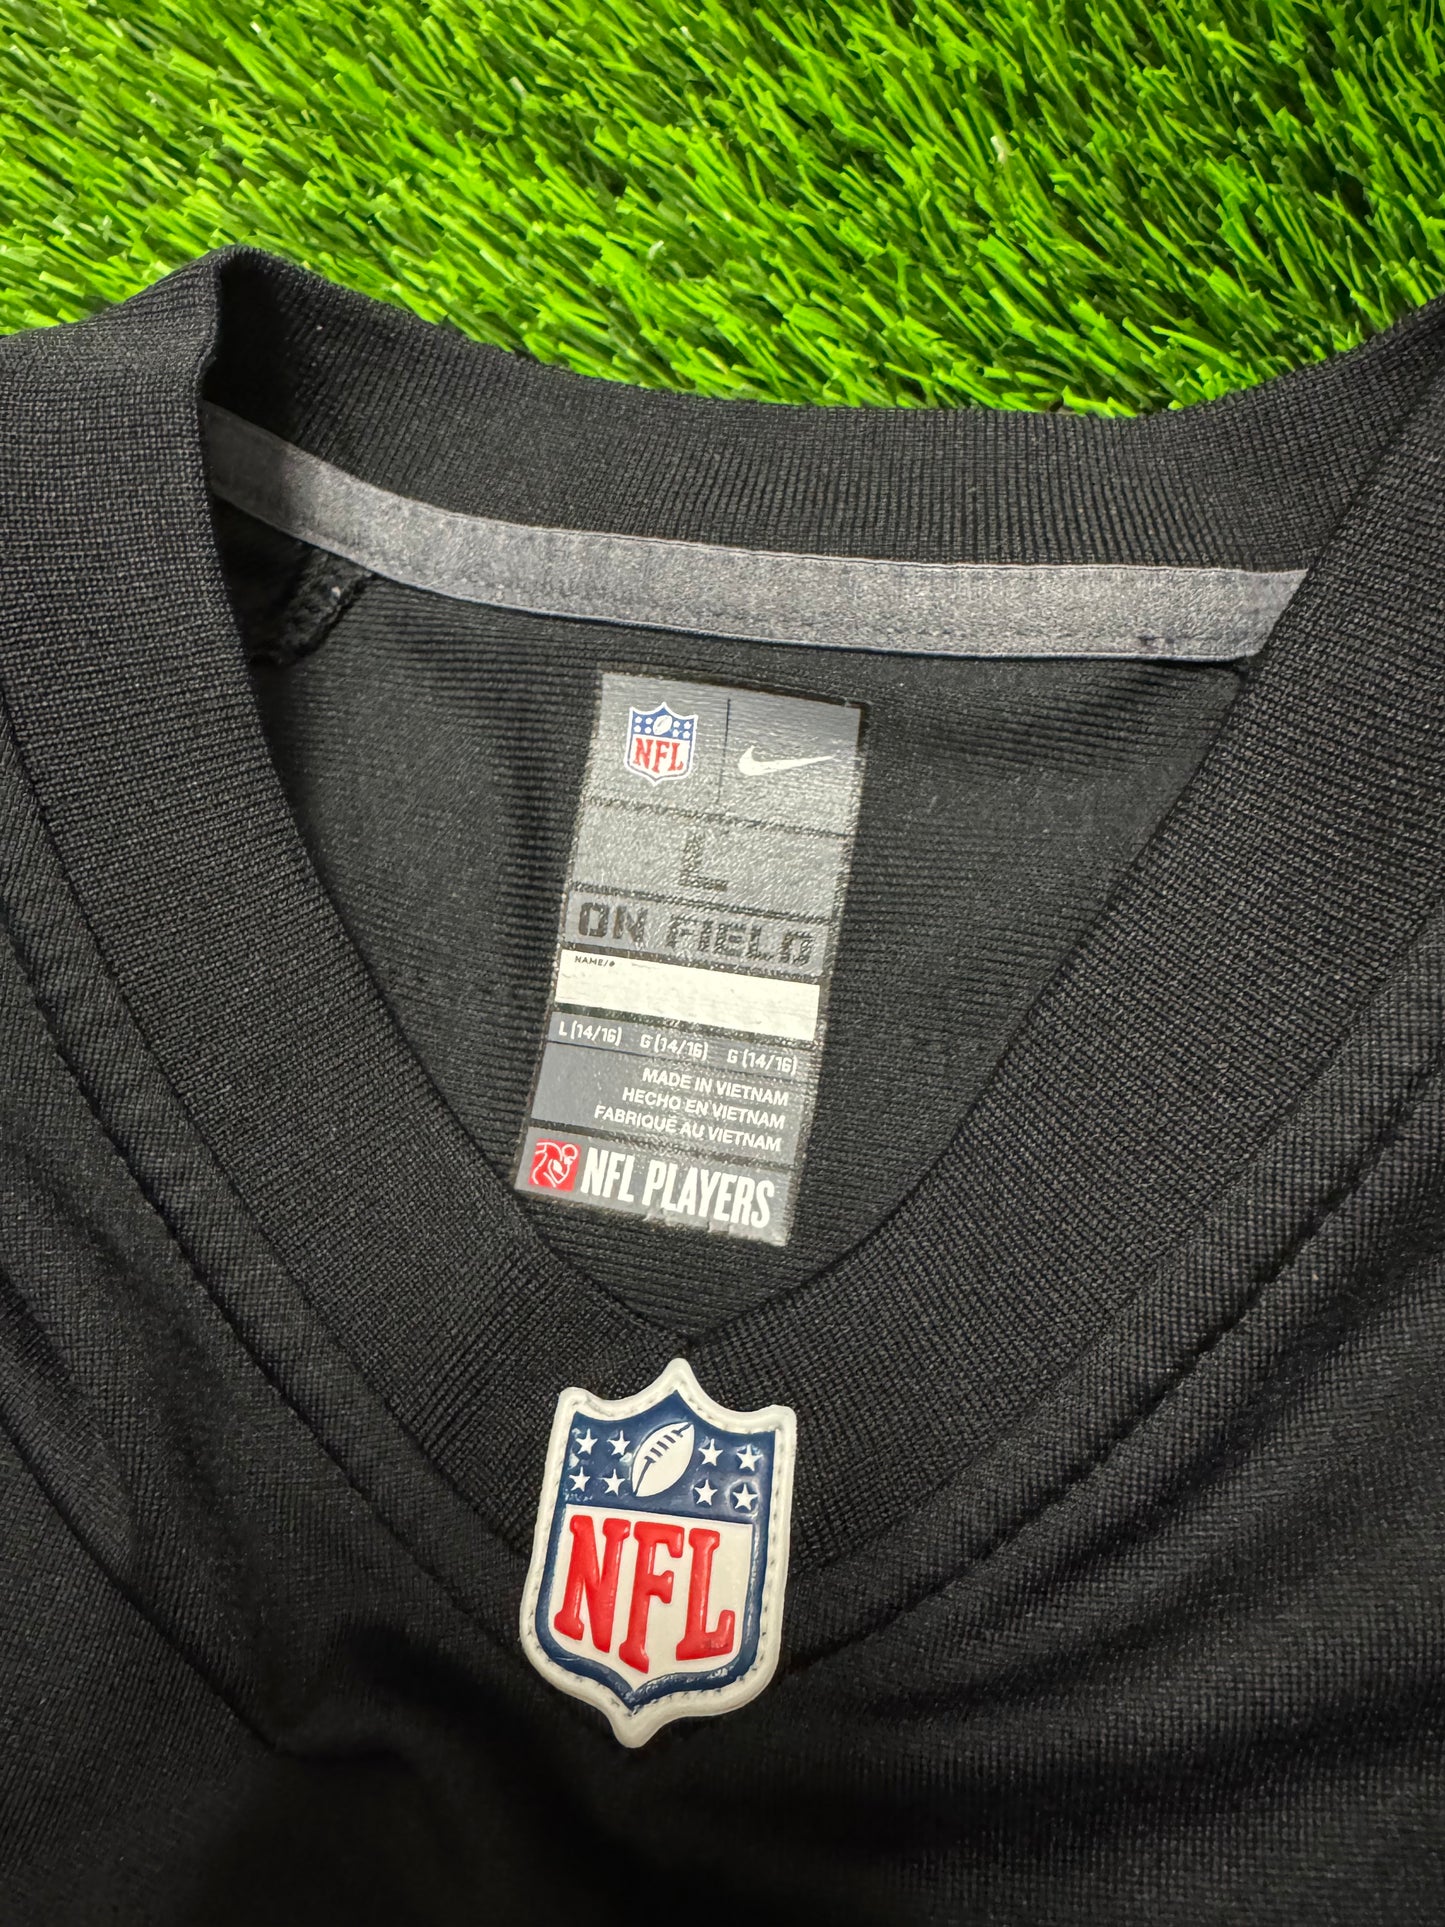 NFL
L
ON FIELD
NAME/#
L (14/16) G (14/16) G (14/16)
MADE IN VIETNAM
HECHO EN VIETNAM
FABRIQUÉ AU VIETNAM
NFL PLAYERS
NFL